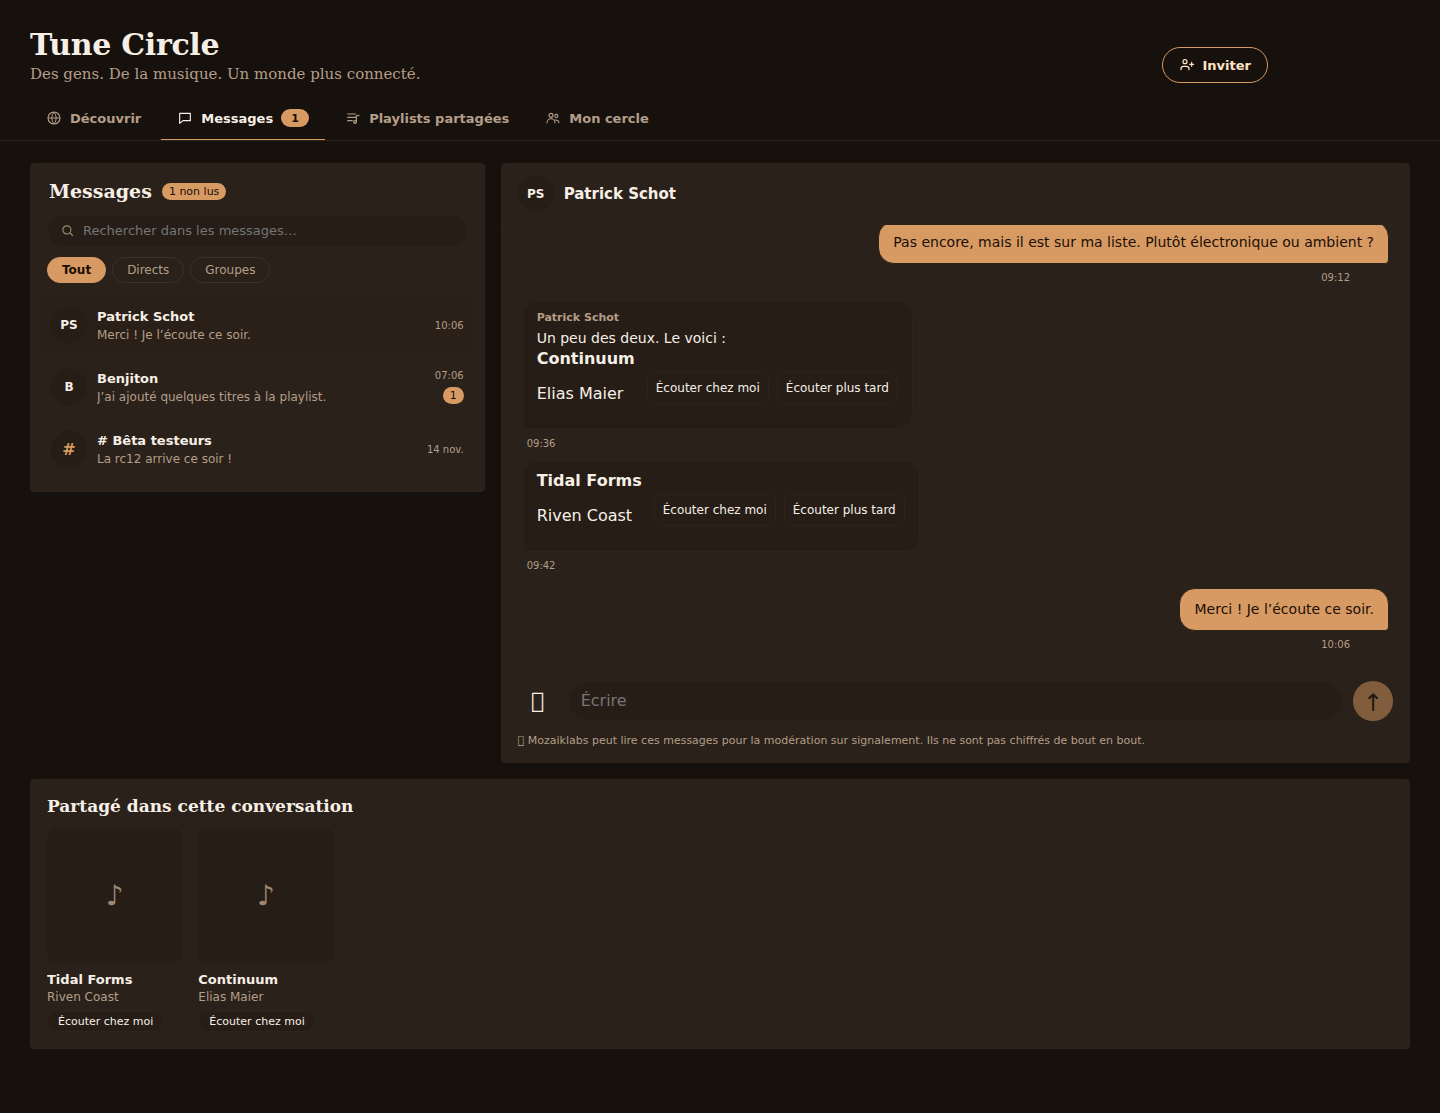 Tune Circle
Des gens. De la musique. Un monde plus connecté.
Inviter
Découvrir
Messages 1
Playlists partagées
Mon cercle
Messages 1 non lus
Rechercher dans les messages…
Tout Directs Groupes
PS
Patrick Schot
Merci ! Je l’écoute ce soir.
10:06
B
Benjiton
J’ai ajouté quelques titres à la playlist.
07:06
1
#
# Bêta testeurs
La rc12 arrive ce soir !
14 nov.
PS Patrick Schot
Pas encore, mais il est sur ma liste. Plutôt électronique ou ambient ?
09:12
Patrick Schot
Un peu des deux. Le voici :
Continuum
Elias Maier
Écouter chez moi Écouter plus tard
09:36
Tidal Forms
Riven Coast
Écouter chez moi Écouter plus tard
09:42
Merci ! Je l’écoute ce soir.
10:06
Écrire
↑
Mozaiklabs peut lire ces messages pour la modération sur signalement. Ils ne sont pas chiffrés de bout en bout.
Partagé dans cette conversation
♪
Tidal Forms
Riven Coast
Écouter chez moi
♪
Continuum
Elias Maier
Écouter chez moi